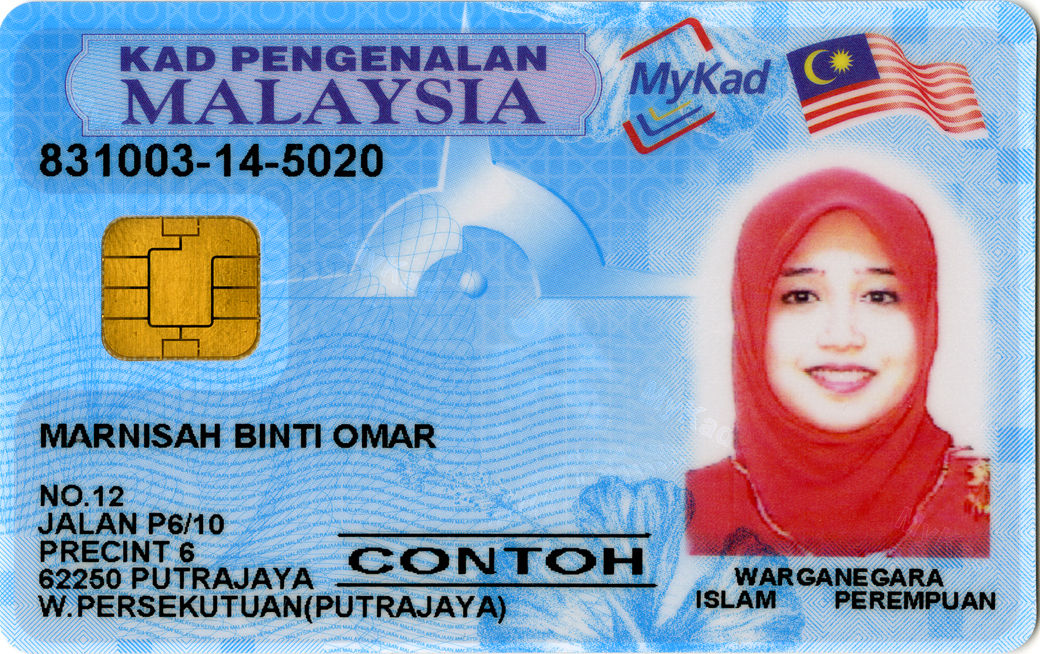 KAD PENGENALAN
MALAYSIA
MyKad
831003-14-5020
MARNISAH BINTI OMAR
NO.12
JALAN P6/10
PRECINT 6
62250 PUTRAJAYA
W.PERSEKUTUAN(PUTRAJAYA)
CONTOH
WARGANEGARA
ISLAM PEREMPUAN